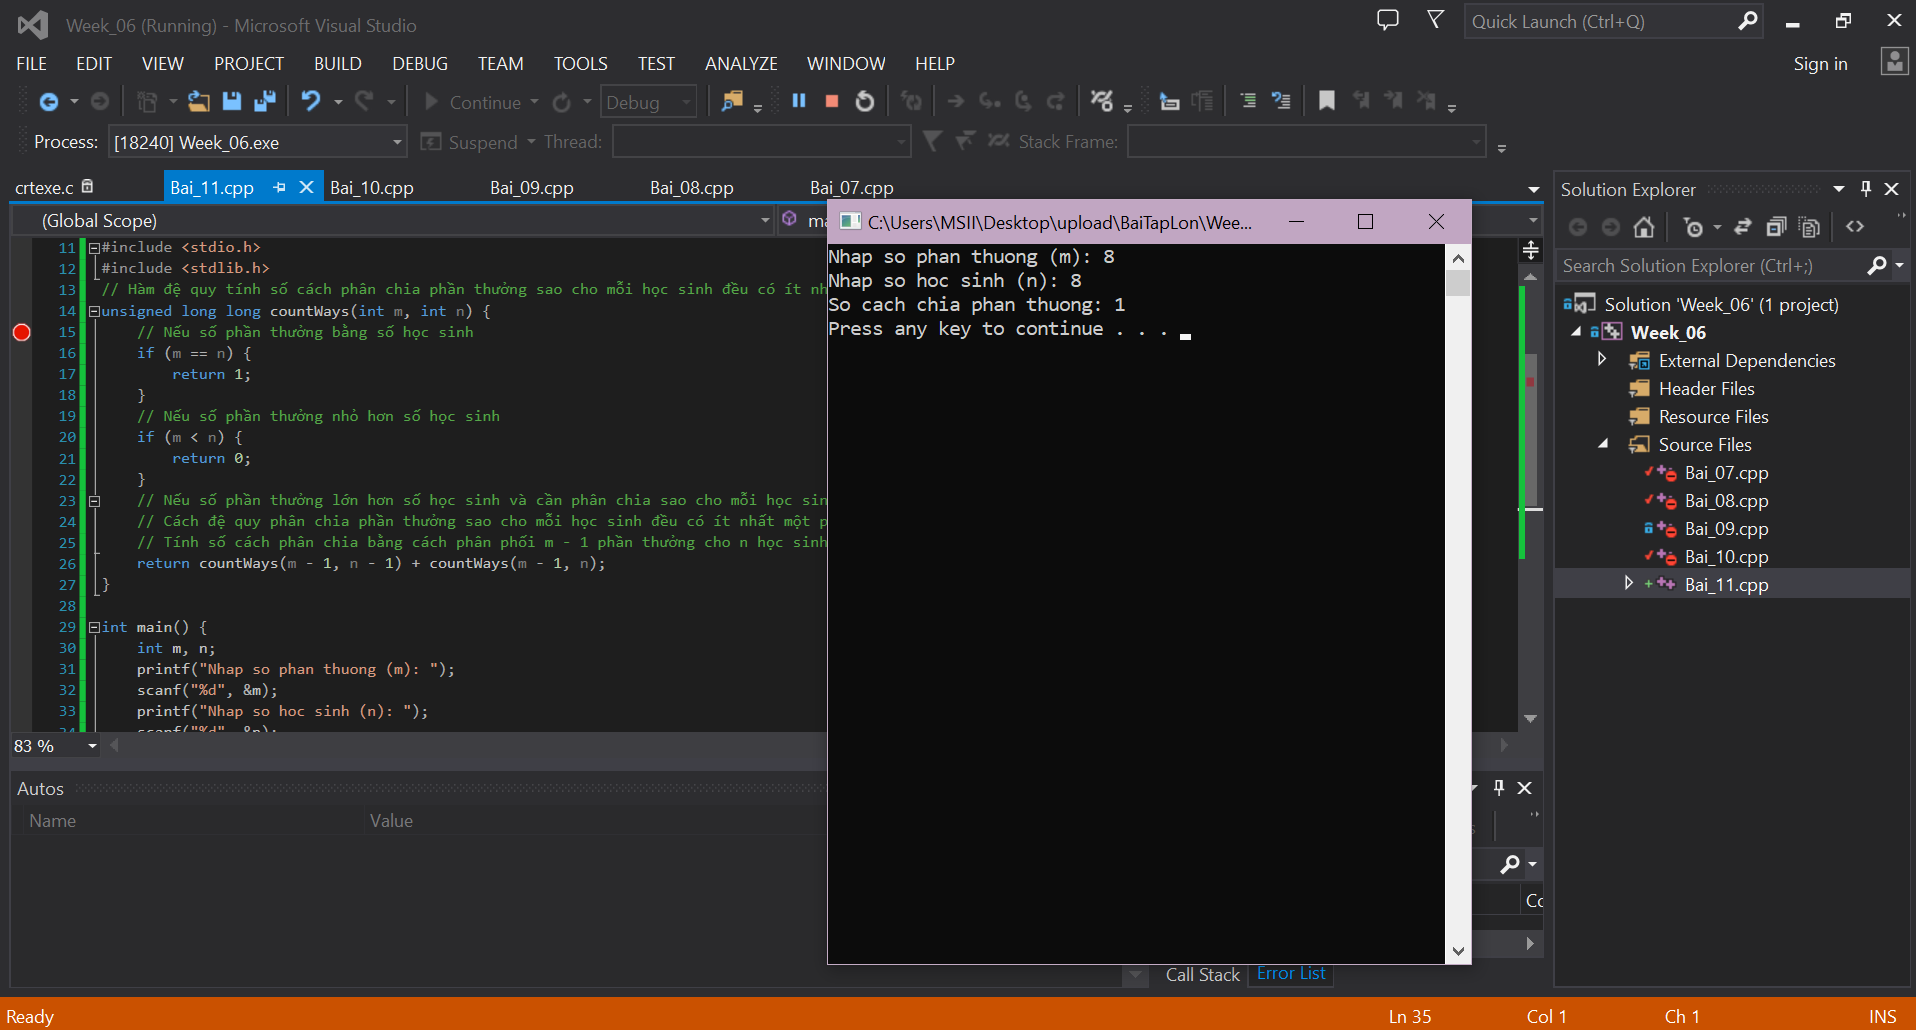 Week_06 (Running) - Microsoft Visual Studio
Quick Launch (Ctrl+Q)
FILE EDIT VIEW PROJECT BUILD DEBUG TEAM TOOLS TEST ANALYZE WINDOW HELP
Sign in
Continue
Debug
Process: [18240] Week_06.exe Suspend Thread: Stack Frame:
crtexe.c Bai_11.cpp Bai_10.cpp Bai_09.cpp Bai_08.cpp Bai_07.cpp
(Global Scope)
11 #include <stdio.h>
12 #include <stdlib.h>
13 // Hàm đệ quy tính số cách phân chia phần thưởng sao cho mỗi học sinh đều có ít nh
14 unsigned long long countWays(int m, int n) {
15 // Nếu số phần thưởng bằng số học sinh
16 if (m == n) {
17 return 1;
18 }
19 // Nếu số phần thưởng nhỏ hơn số học sinh
20 if (m < n) {
21 return 0;
22 }
23 // Nếu số phần thưởng lớn hơn số học sinh và cần phân chia sao cho mỗi học sin
24 // Cách đệ quy phân chia phần thưởng sao cho mỗi học sinh đều có ít nhất một p
25 // Tính số cách phân chia bằng cách phân phối m - 1 phần thưởng cho n học sinh
26 return countWays(m - 1, n - 1) + countWays(m - 1, n);
27 }
28
29 int main() {
30 int m, n;
31 printf("Nhap so phan thuong (m): ");
32 scanf("%d", &m);
33 printf("Nhap so hoc sinh (n): ");
34 scanf("%d", &n);
83 %
Autos
Name Value
C:\Users\MSII\Desktop\upload\BaiTapLon\Wee...
Nhap so phan thuong (m): 8
Nhap so hoc sinh (n): 8
So cach chia phan thuong: 1
Press any key to continue . . .
Call Stack Error List
Solution Explorer
Search Solution Explorer (Ctrl+;)
Solution 'Week_06' (1 project)
Week_06
External Dependencies
Header Files
Resource Files
Source Files
Bai_07.cpp
Bai_08.cpp
Bai_09.cpp
Bai_10.cpp
Bai_11.cpp
Ready Ln 35 Col 1 Ch 1 INS